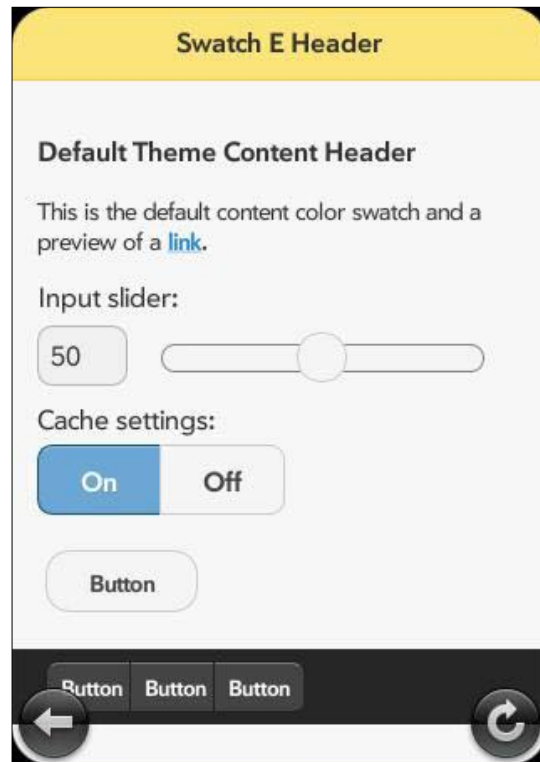 Swatch E Header
Default Theme Content Header
This is the default content color swatch and a
preview of a link.
Input slider:
50
Cache settings:
On Off
Button
Button Button Button